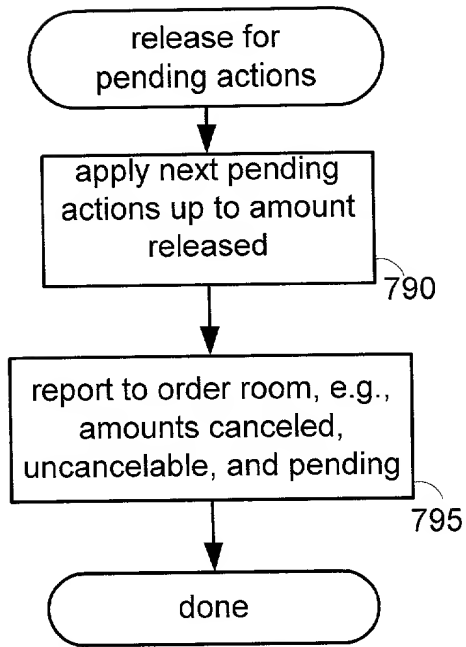 release for
pending actions
apply next pending
actions up to amount
released
790
report to order room, e.g.,
amounts canceled,
uncancelable, and pending
795
done